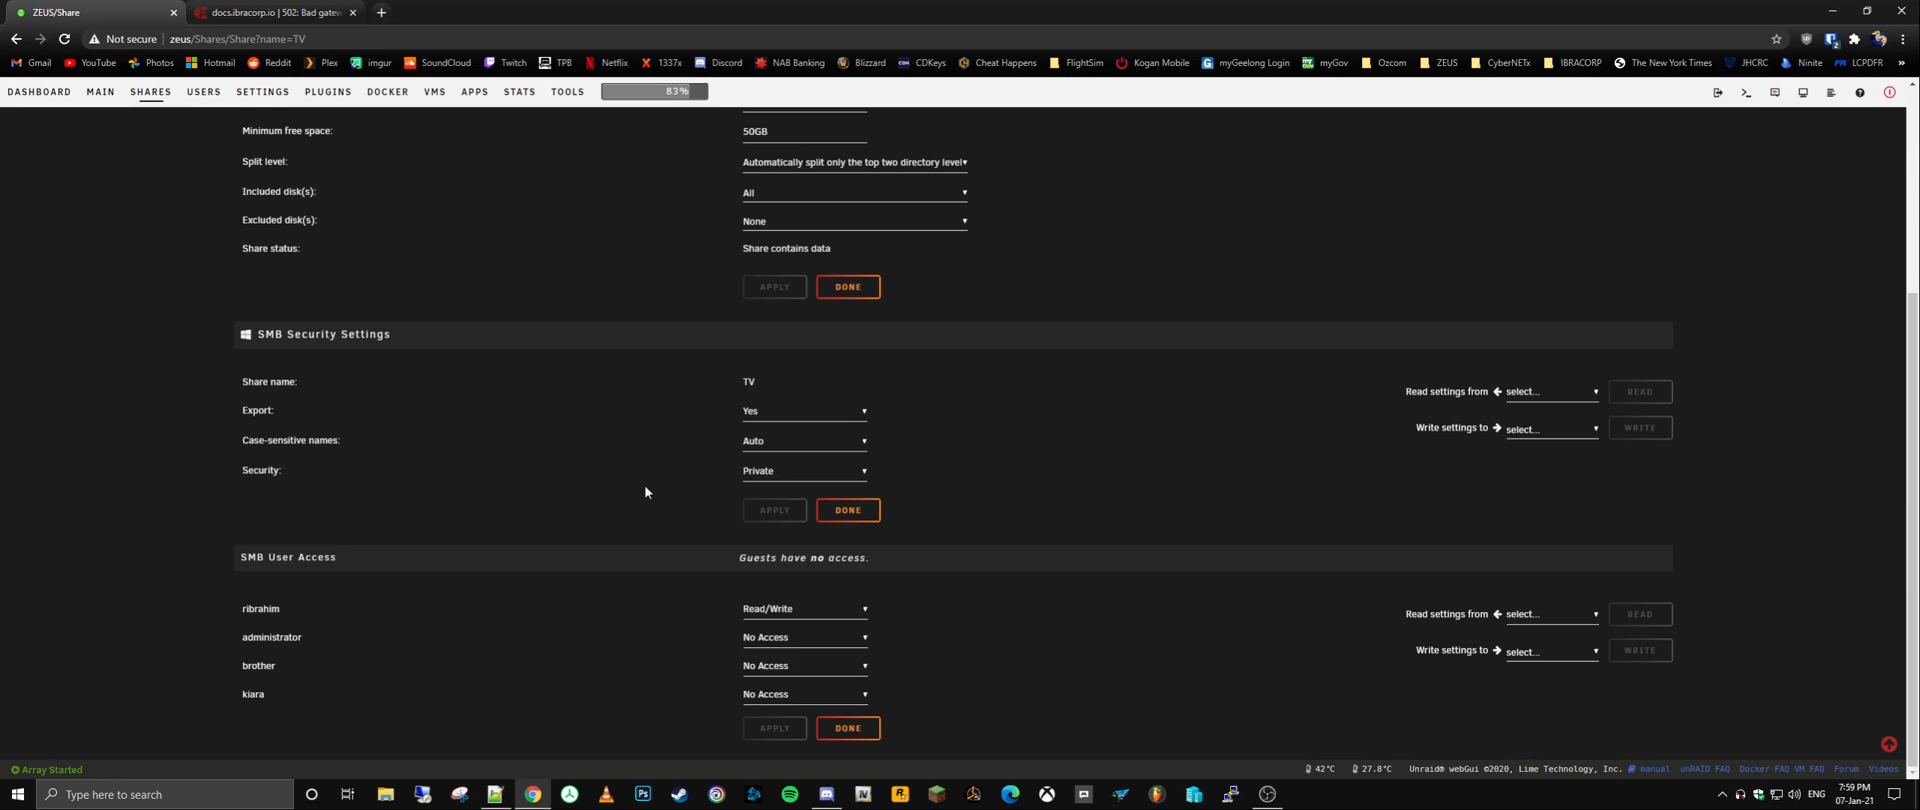 ZEUS/Share
docs.ibracorp.io | 502: Bad gatew
Not secure
zeus/Shares/Share?name=TV
2
Gmail
YouTube
Photos
Hotmail
Reddit
Plex
imgur
SoundCloud
Twitch
TPB
Netflix
1337x
Discord
NAB Banking
Blizzard
CDKeys
Cheat Happens
FlightSim
Kogan Mobile
myGeelong Login
myGov
Ozcom
ZEUS
CyberNETx
IBRACORP
The New York Times
JHCRC
Ninite
LCPDFR
»
DASHBOARD MAIN SHARES USERS SETTINGS PLUGINS DOCKER VMS APPS STATS TOOLS 83%
Minimum free space: 50GB
Split level: Automatically split only the top two directory level
Included disk(s): All
Excluded disk(s): None
Share status: Share contains data
APPLY DONE
SMB Security Settings
Share name: TV
Export: Yes
Case-sensitive names: Auto
Security: Private
Read settings from select... READ
Write settings to select... WRITE
APPLY DONE
SMB User Access Guests have no access.
ribrahim Read/Write
administrator No Access
brother No Access
kiara No Access
Read settings from select... READ
Write settings to select... WRITE
APPLY DONE
Array Started
42°C 27.8°C Unraid® webGui ©2020, Lime Technology, Inc. manual unRAID FAQ Docker FAQ VM FAQ Forum Videos
Type here to search
ENG
7:59 PM
07-Jan-21